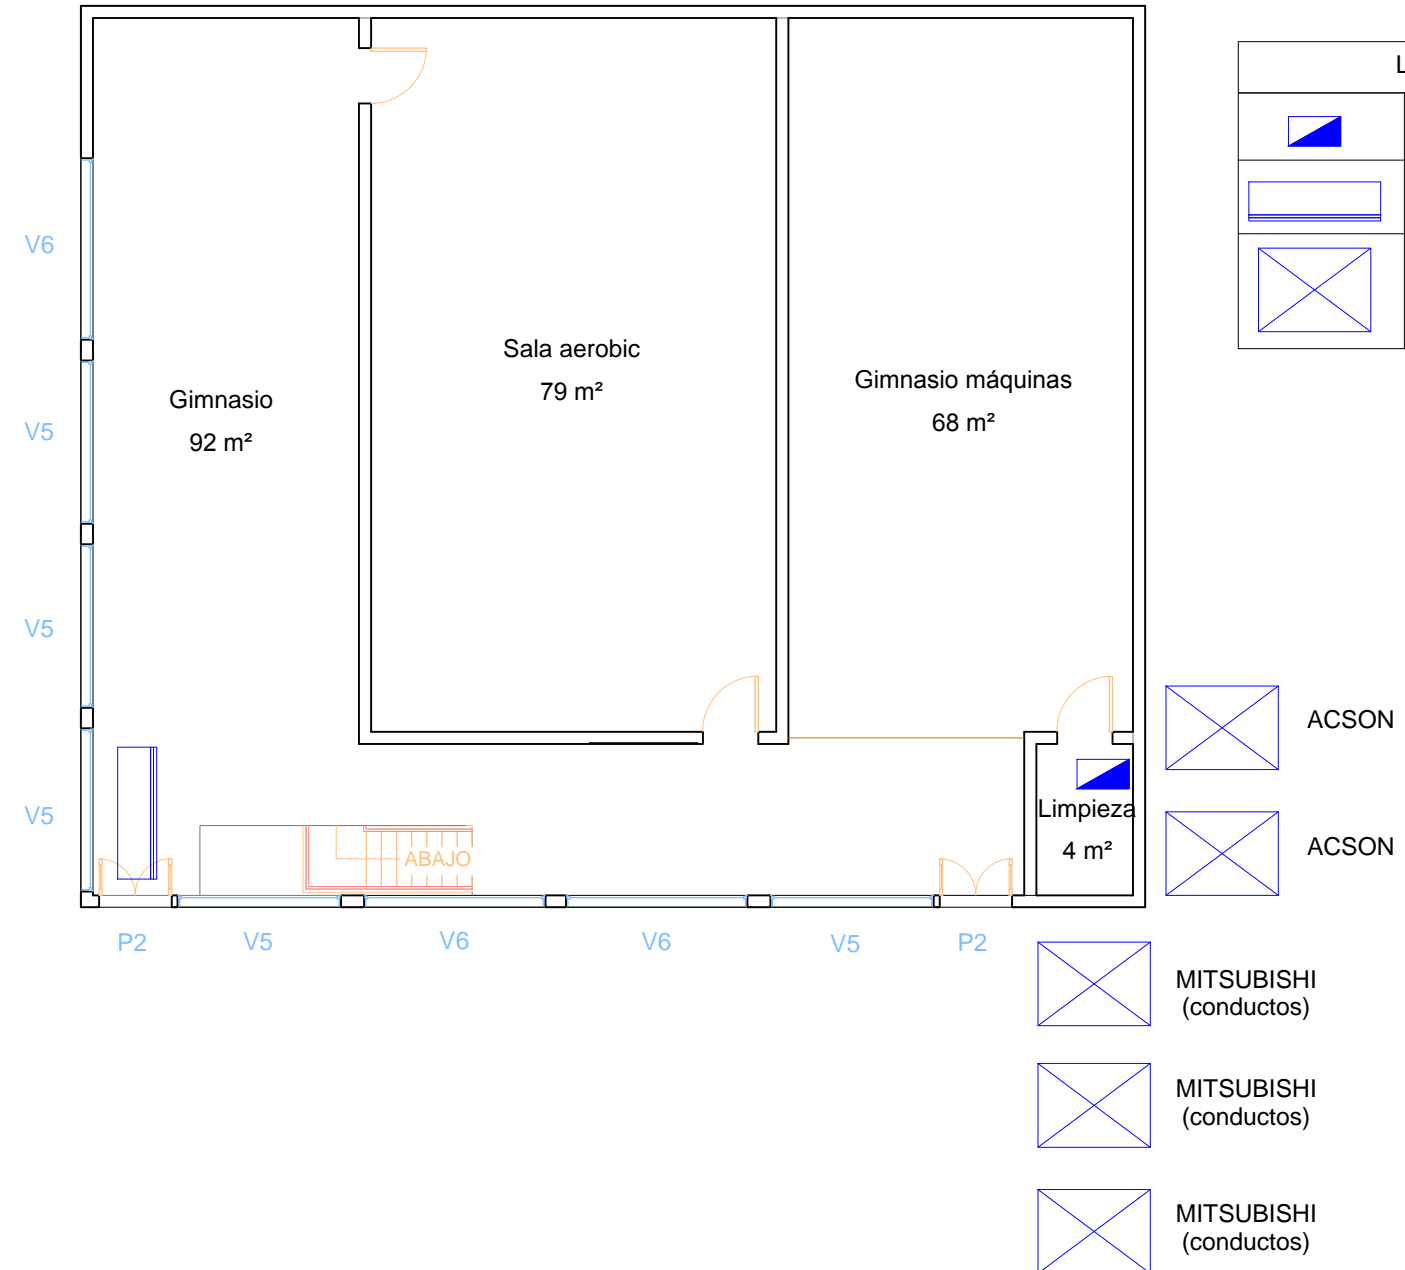 L
V6
Sala aerobic
79 m²
Gimnasio máquinas
68 m²
Gimnasio
92 m²
V5
V5
ACSON
V5
Limpieza
4 m²
ABAJO
ACSON
P2
V5
V6
V6
V5
P2
MITSUBISHI
(conductos)
MITSUBISHI
(conductos)
MITSUBISHI
(conductos)